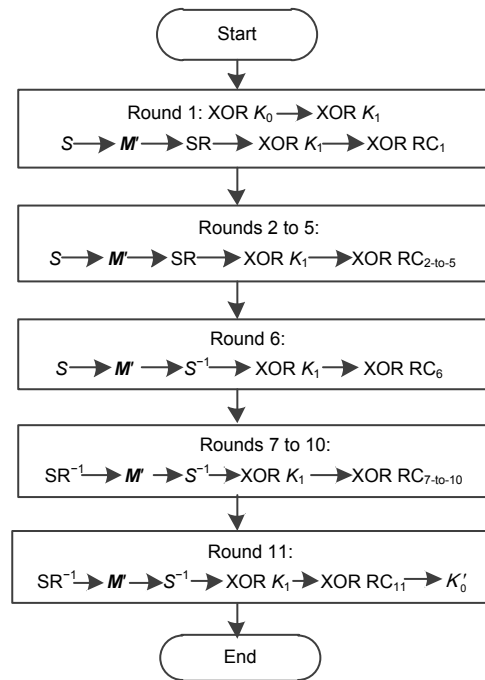 Start
Round 1: XOR K₀ → XOR K₁
S → M′ → SR → XOR K₁ → XOR RC₁
Rounds 2 to 5:
S → M′ → SR → XOR K₁ → XOR RC₂₋ₜₒ₋₅
Round 6:
S → M′ → S⁻¹ → XOR K₁ → XOR RC₆
Rounds 7 to 10:
SR⁻¹ → M′ → S⁻¹ → XOR K₁ → XOR RC₇₋ₜₒ₋₁₀
Round 11:
SR⁻¹ → M′ → S⁻¹ → XOR K₁ → XOR RC₁₁ → K′₀
End